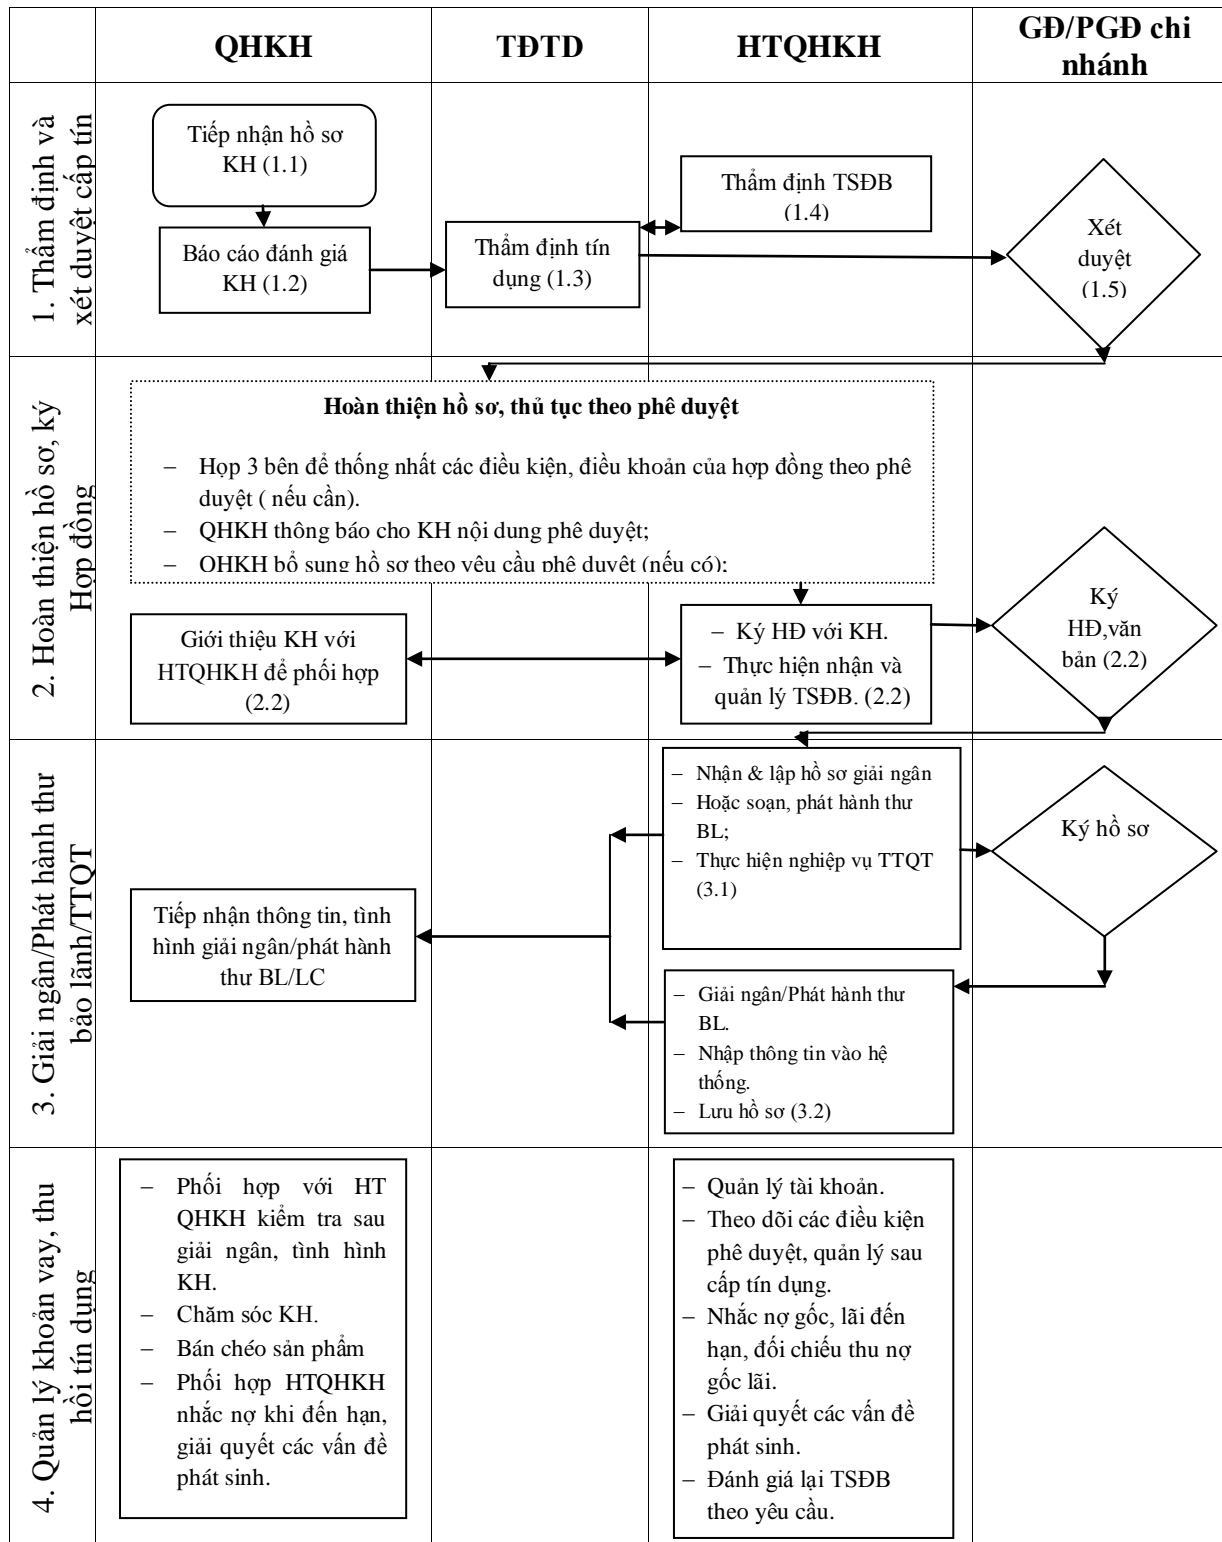 QHKH
TĐTD
HTQHKH
GĐ/PGĐ chi
nhánh
1. Thẩm định và
xét duyệt cấp tín
Tiếp nhận hồ sơ
KH (1.1)
Báo cáo đánh giá
KH (1.2)
Thẩm định tín
dụng (1.3)
Thẩm định TSĐB
(1.4)
Xét
duyệt
(1.5)
2. Hoàn thiện hồ sơ, ký
Hợp đồng
Hoàn thiện hồ sơ, thủ tục theo phê duyệt
– Họp 3 bên để thống nhất các điều kiện, điều khoản của hợp đồng theo phê
duyệt ( nếu cần).
– QHKH thông báo cho KH nội dung phê duyệt;
– QHKH bổ sung hồ sơ theo yêu cầu phê duyệt (nếu có);
Giới thiệu KH với
HTQHKH để phối hợp
(2.2)
– Ký HĐ với KH.
– Thực hiện nhận và
quản lý TSĐB. (2.2)
Ký
HĐ,văn
bản (2.2)
3. Giải ngân/Phát hành thư
bảo lãnh/TTQT
Tiếp nhận thông tin, tình
hình giải ngân/phát hành
thư BL/LC
– Nhận & lập hồ sơ giải ngân
– Hoặc soạn, phát hành thư
BL;
– Thực hiện nghiệp vụ TTQT
(3.1)
Ký hồ sơ
– Giải ngân/Phát hành thư
BL.
– Nhập thông tin vào hệ
thống.
– Lưu hồ sơ (3.2)
4. Quản lý khoản vay, thu
hồi tín dụng
– Phối hợp với HT
QHKH kiểm tra sau
giải ngân, tình hình
KH.
– Chăm sóc KH.
– Bán chéo sản phẩm
– Phối hợp HTQHKH
nhắc nợ khi đến hạn,
giải quyết các vấn đề
phát sinh.
– Quản lý tài khoản.
– Theo dõi các điều kiện
phê duyệt, quản lý sau
cấp tín dụng.
– Nhắc nợ gốc, lãi đến
hạn, đối chiếu thu nợ
gốc lãi.
– Giải quyết các vấn đề
phát sinh.
– Đánh giá lại TSĐB
theo yêu cầu.